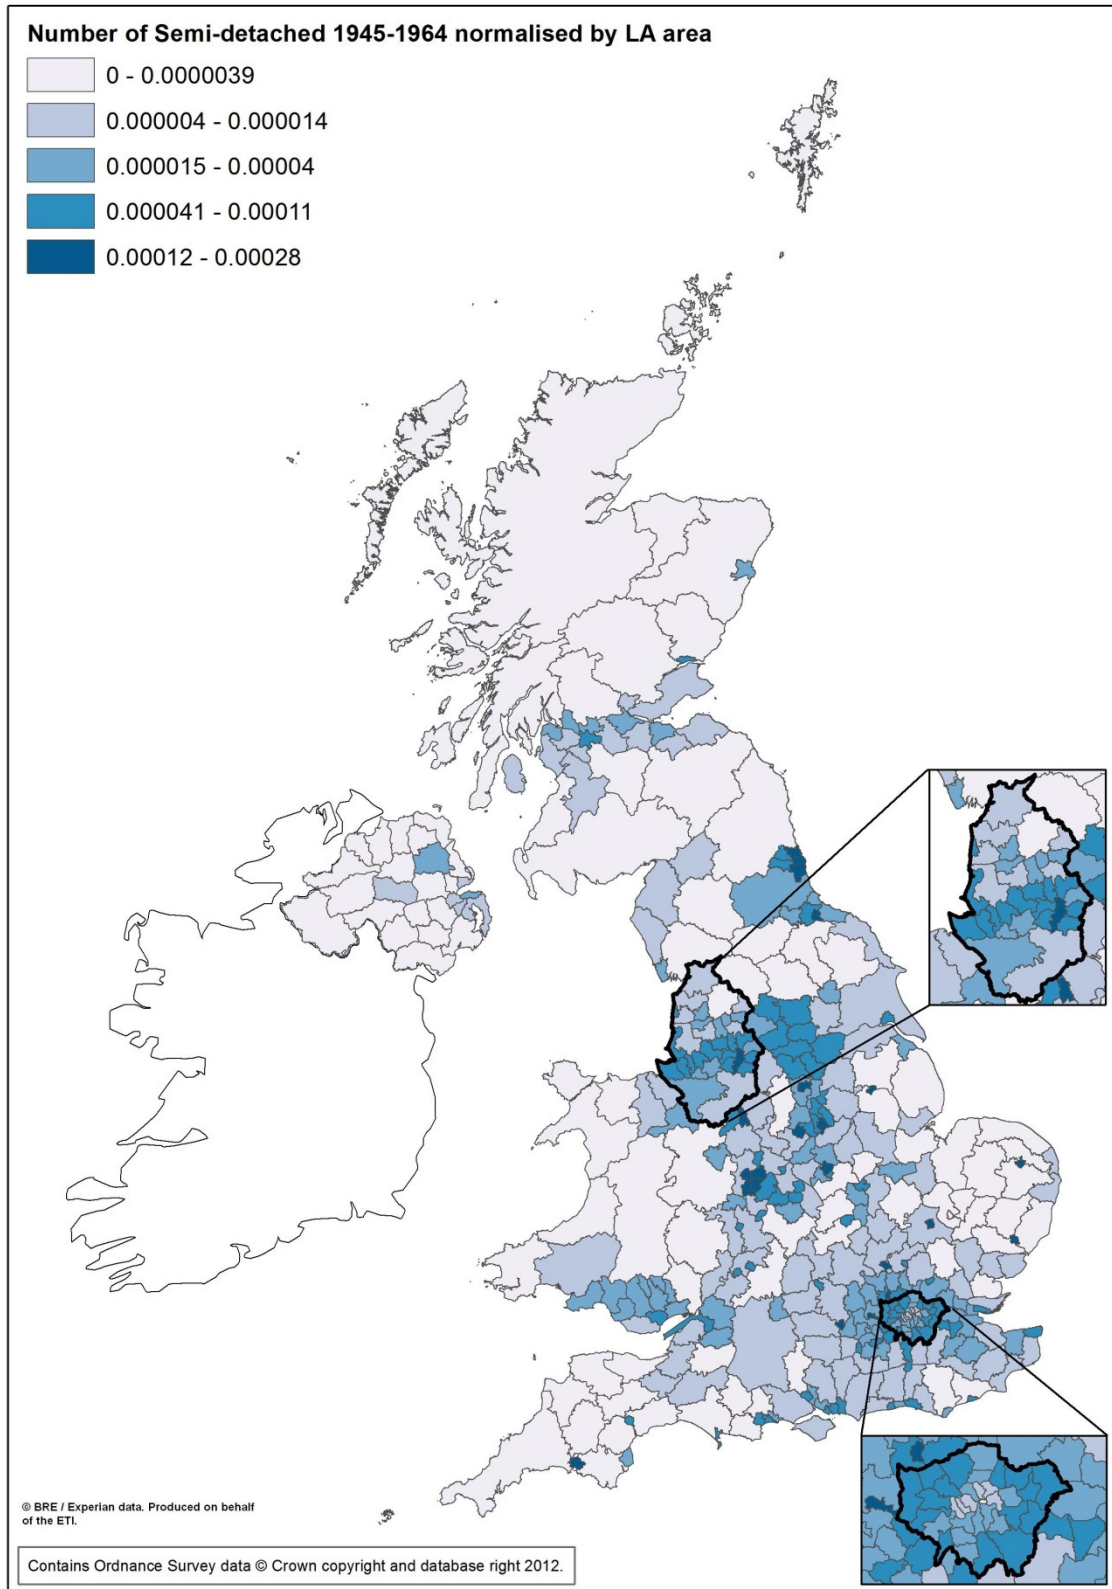 Number of Semi-detached 1945-1964 normalised by LA area
0 - 0.0000039
0.000004 - 0.000014
0.000015 - 0.00004
0.000041 - 0.00011
0.00012 - 0.00028
© BRE / Experian data. Produced on behalf
of the ETI.
Contains Ordnance Survey data © Crown copyright and database right 2012.